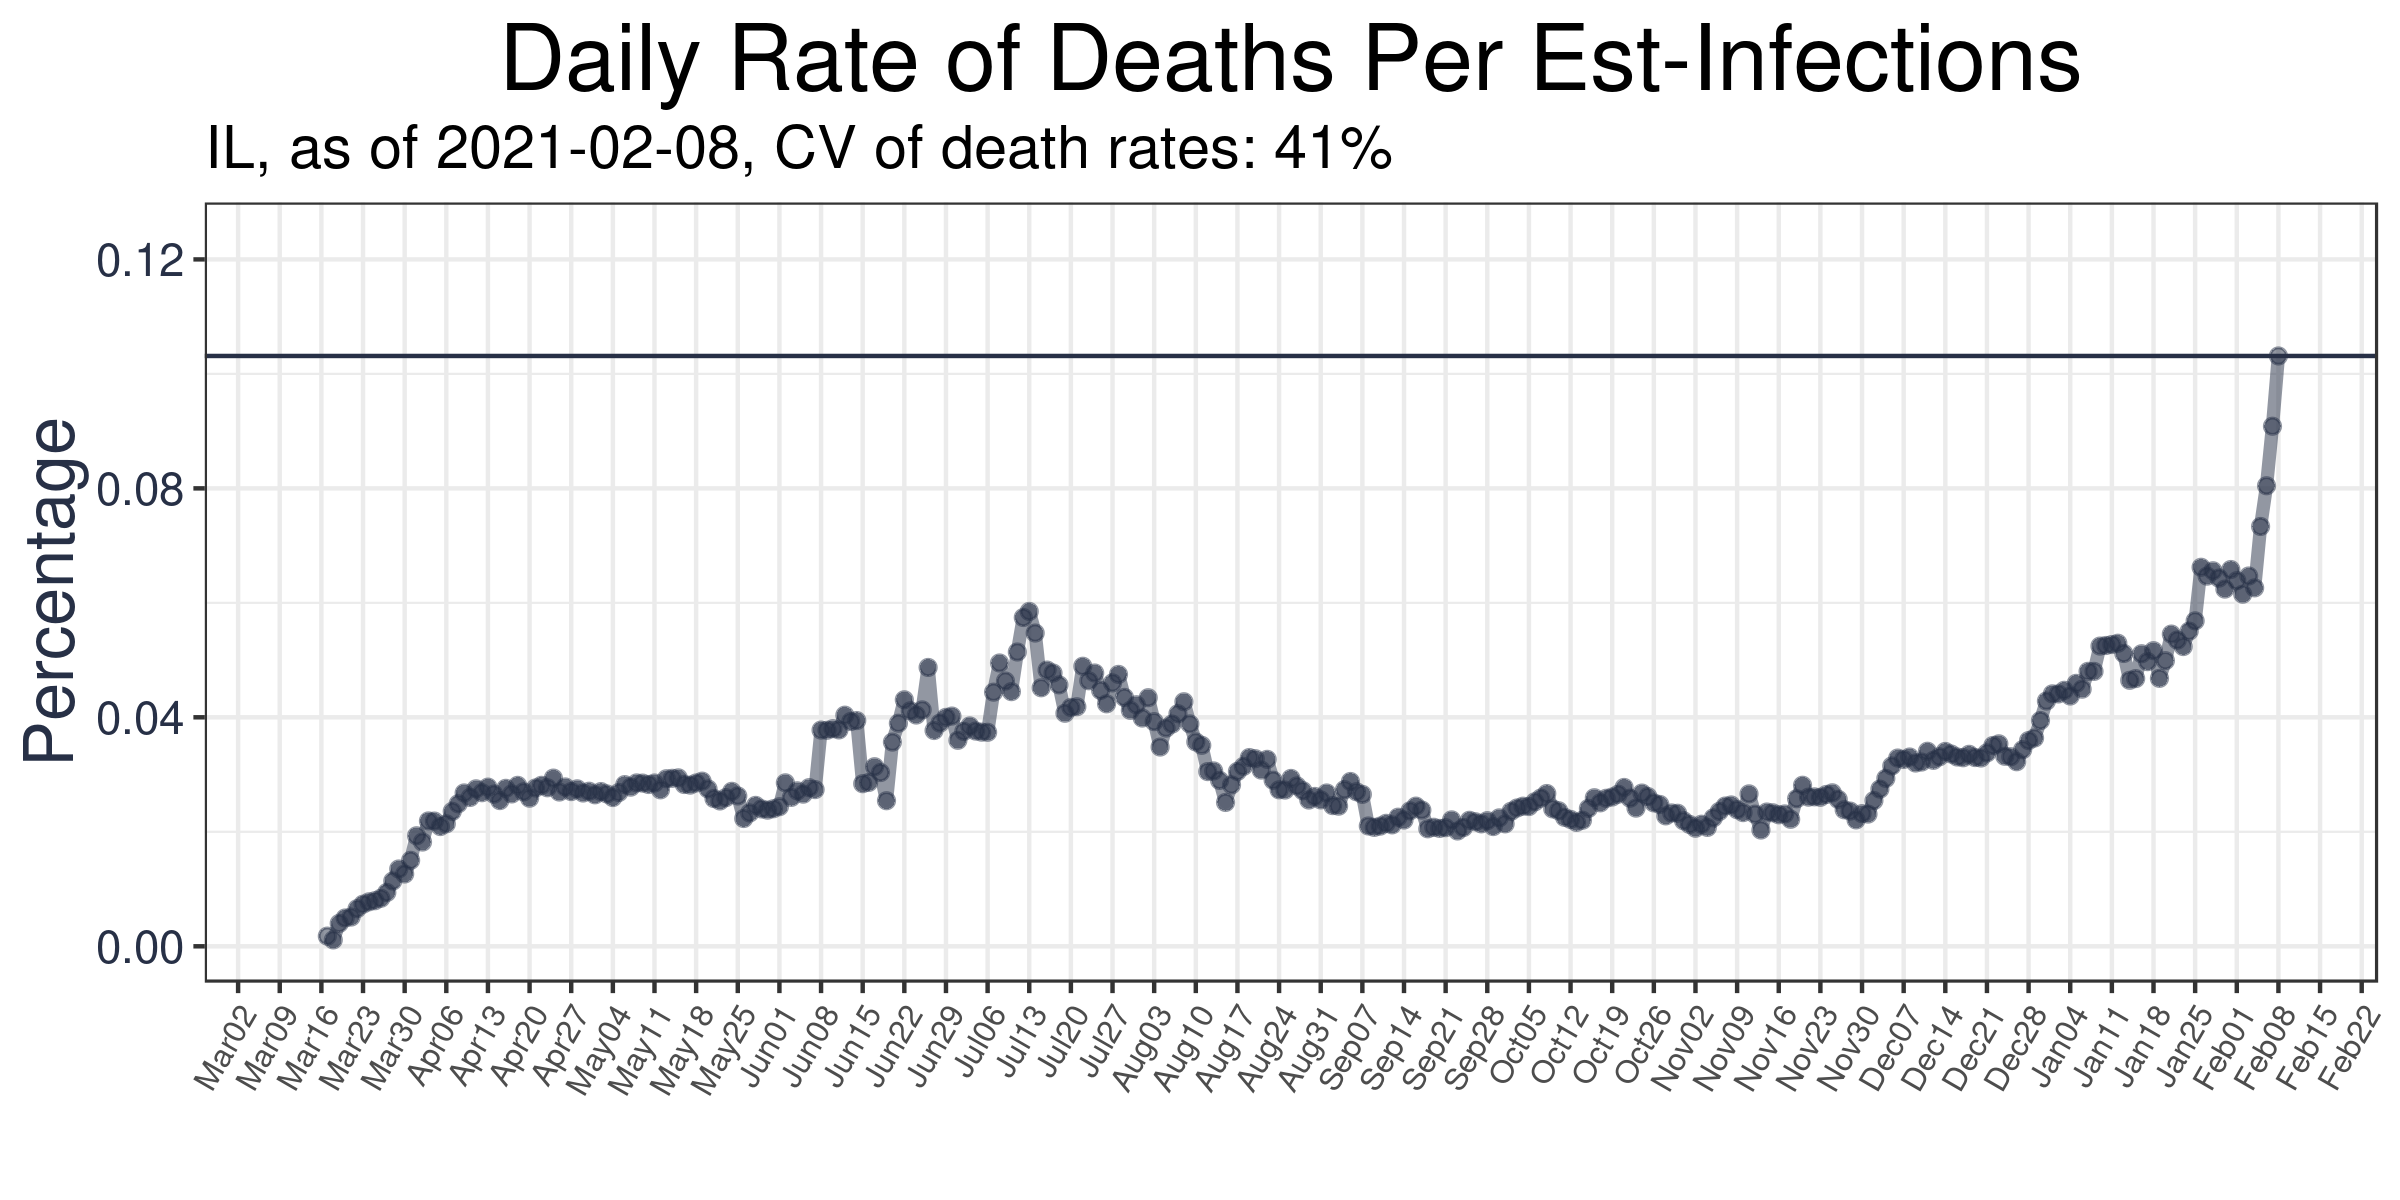 Daily Rate of Deaths Per Est-Infections
IL, as of 2021-02-08, CV of death rates: 41%
Percentage
0.12
0.08
0.04
0.00
Mar02
Mar09
Mar16
Mar23
Mar30
Apr06
Apr13
Apr20
Apr27
May04
May11
May18
May25
Jun01
Jun08
Jun15
Jun22
Jun29
Jul06
Jul13
Jul20
Jul27
Aug03
Aug10
Aug17
Aug24
Aug31
Sep07
Sep14
Sep21
Sep28
Oct05
Oct12
Oct19
Oct26
Nov02
Nov09
Nov16
Nov23
Nov30
Dec07
Dec14
Dec21
Dec28
Jan04
Jan11
Jan18
Jan25
Feb01
Feb08
Feb15
Feb22